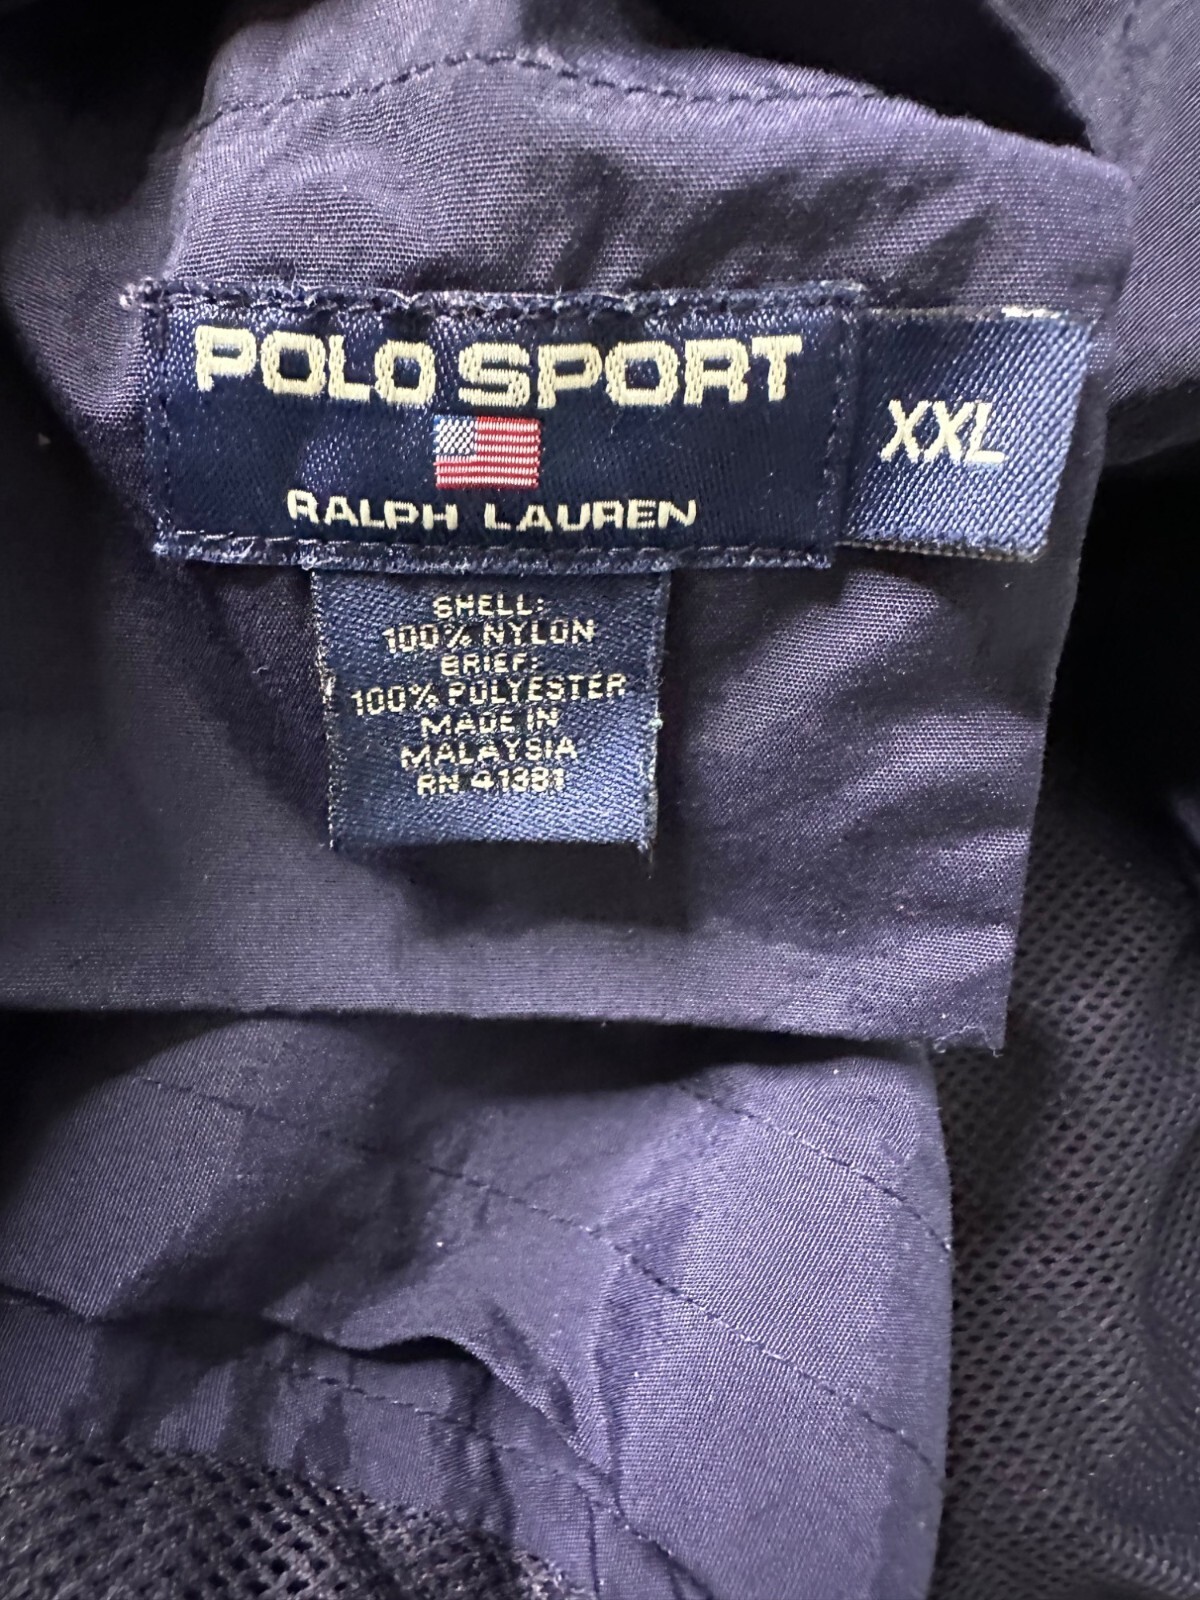 POLO SPORT
XXL
RALPH LAUREN
SHELL:
100% NYLON
BRIEF:
100% POLYESTER
MADE IN
MALAYSIA
RN 41381